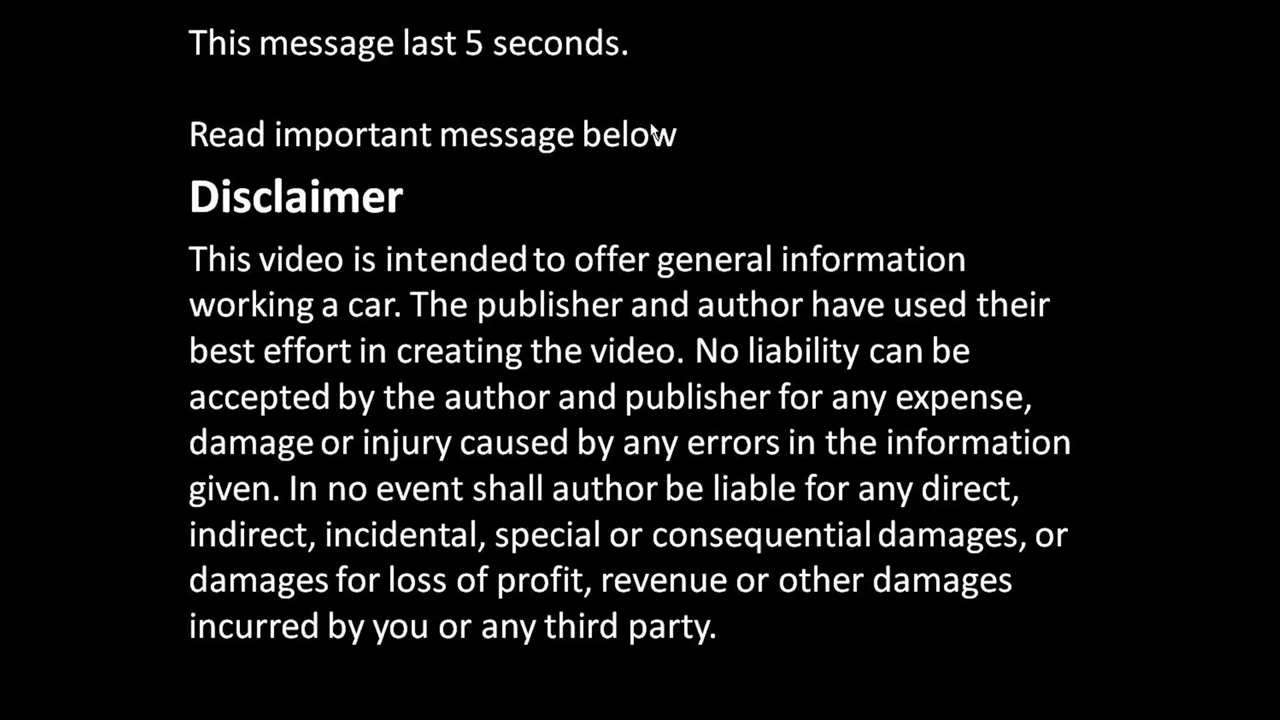 This message last 5 seconds.
Read important message below
Disclaimer
This video is intended to offer general information
working a car. The publisher and author have used their
best effort in creating the video. No liability can be
accepted by the author and publisher for any expense,
damage or injury caused by any errors in the information
given. In no event shall author be liable for any direct,
indirect, incidental, special or consequential damages, or
damages for loss of profit, revenue or other damages
incurred by you or any third party.